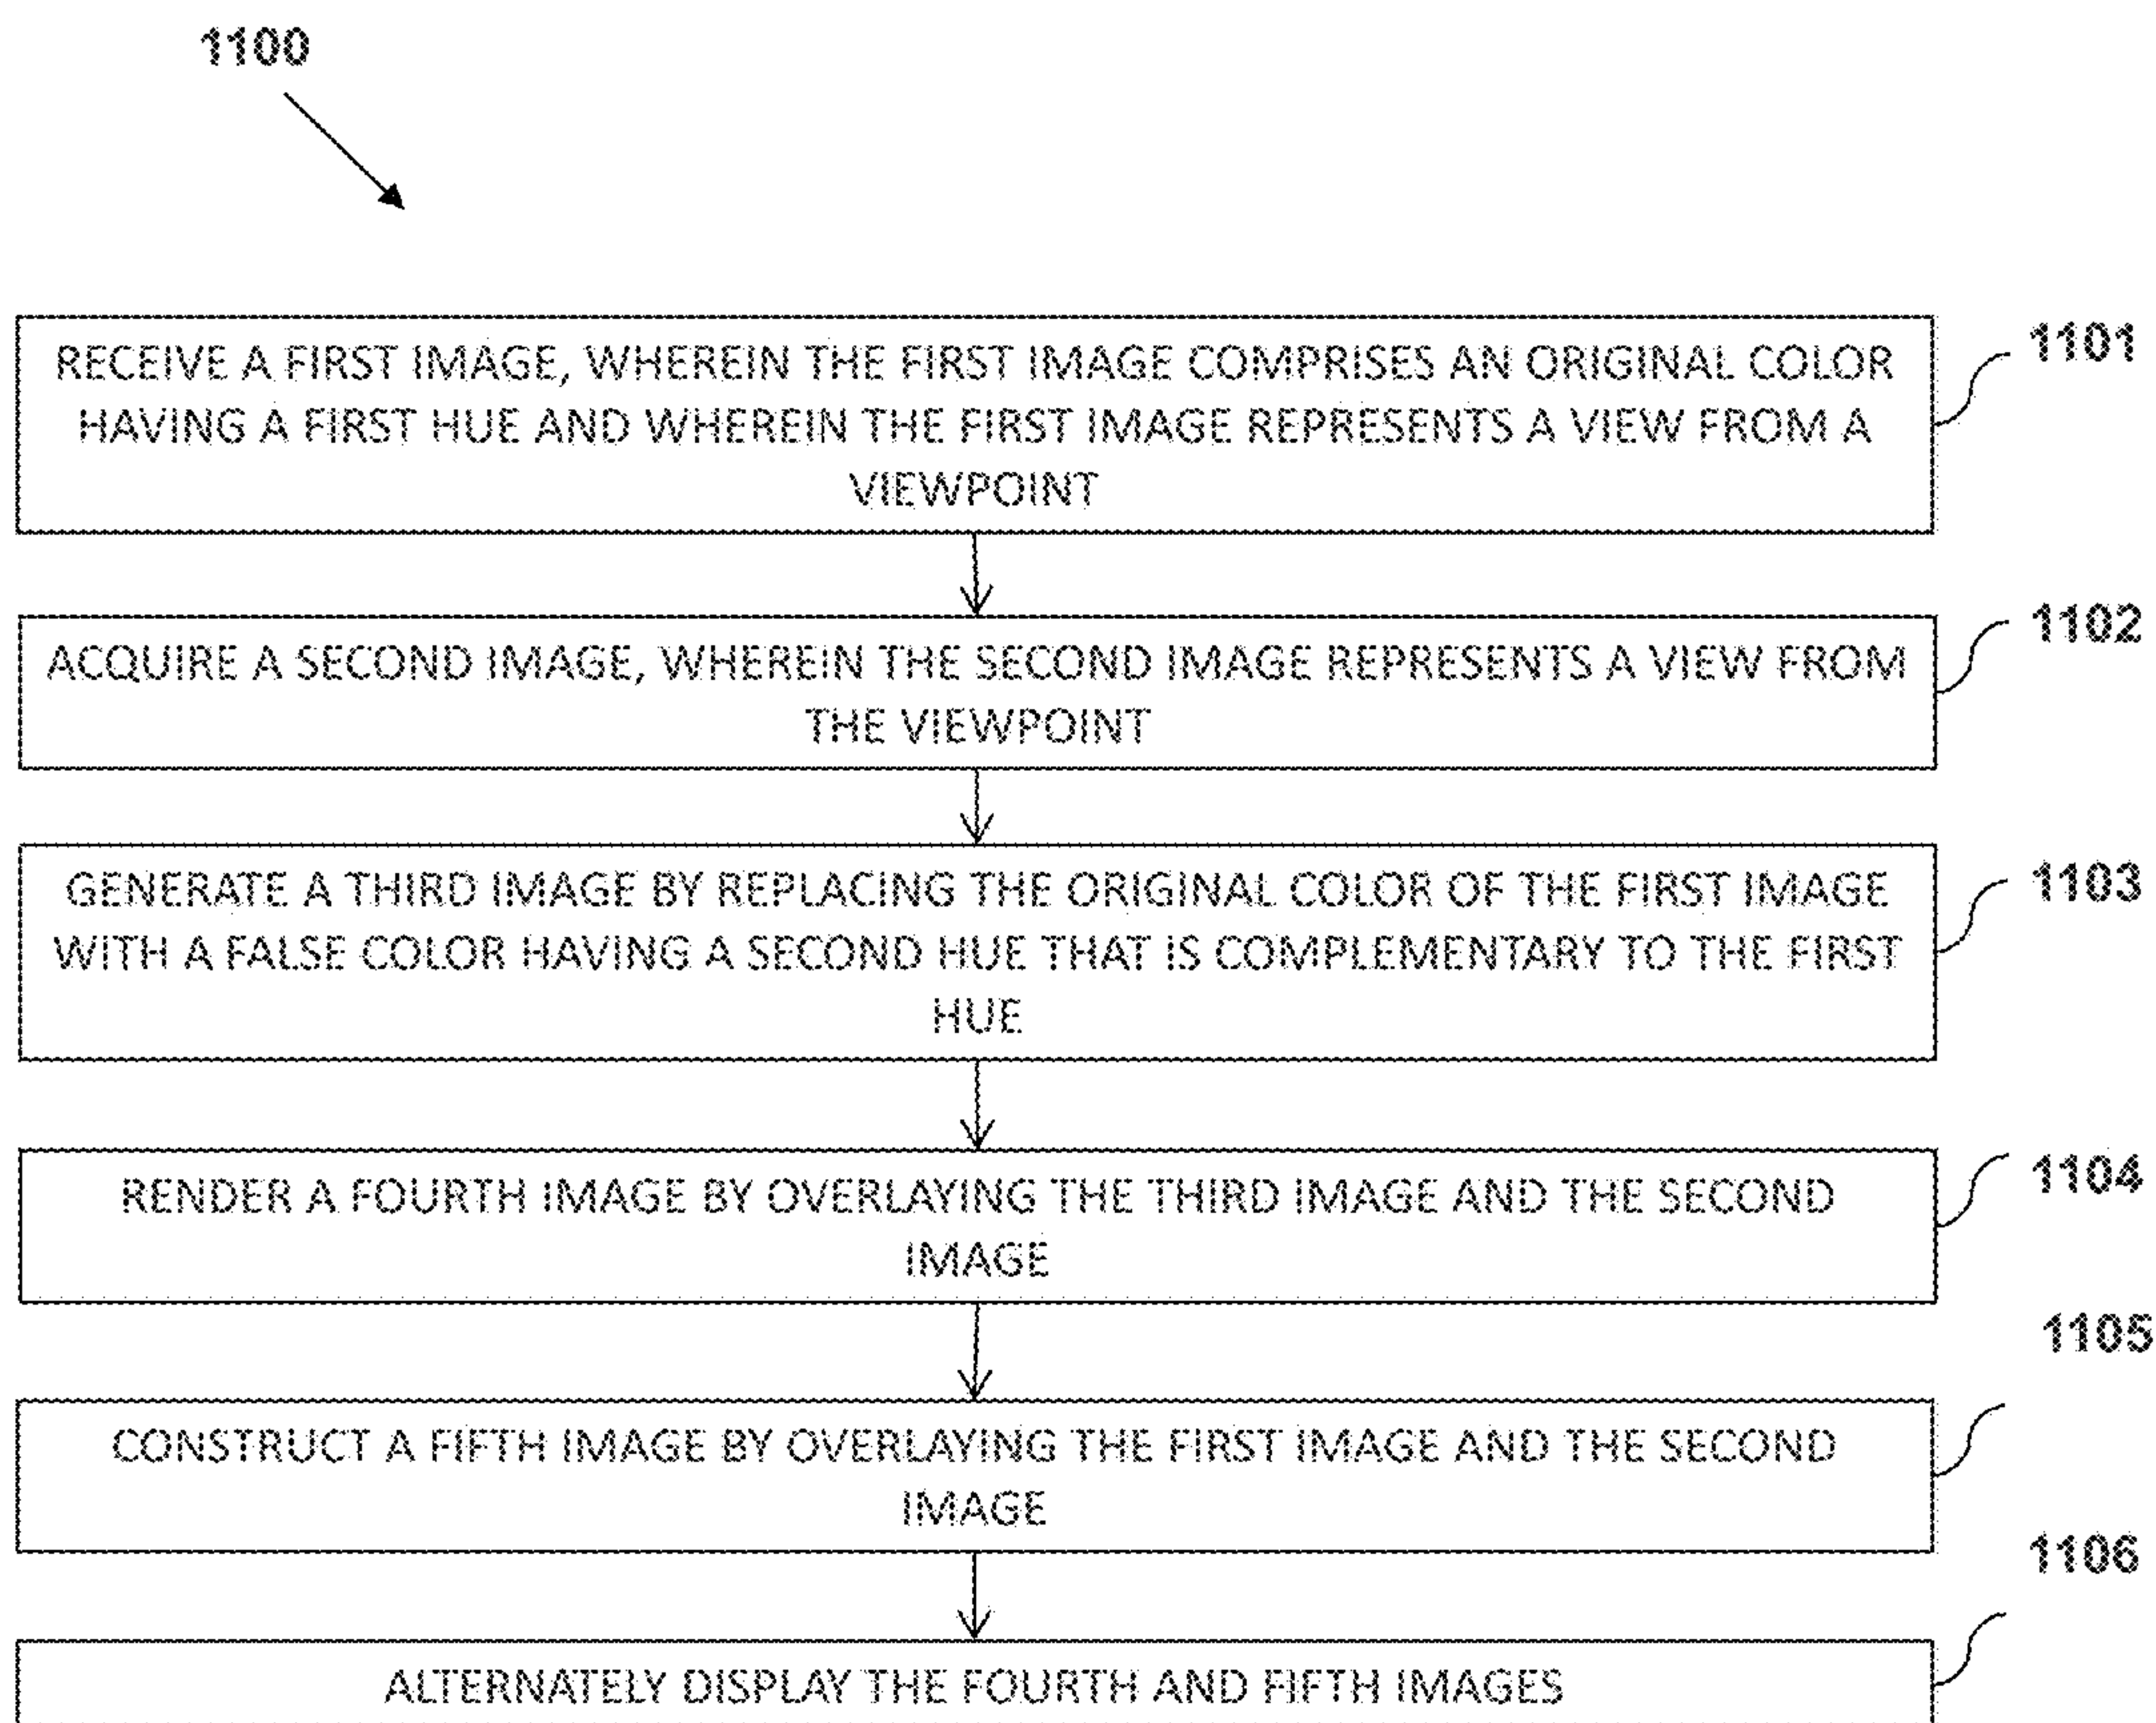 1100
RECEIVE A FIRST IMAGE, WHEREIN THE FIRST IMAGE COMPRISES AN ORIGINAL COLOR
HAVING A FIRST HUE AND WHEREIN THE FIRST IMAGE REPRESENTS A VIEW FROM A
VIEWPOINT
1101
ACQUIRE A SECOND IMAGE, WHEREIN THE SECOND IMAGE REPRESENTS A VIEW FROM
THE VIEWPOINT
1102
GENERATE A THIRD IMAGE BY REPLACING THE ORIGINAL COLOR OF THE FIRST IMAGE
WITH A FALSE COLOR HAVING A SECOND HUE THAT IS COMPLEMENTARY TO THE FIRST
HUE
1103
RENDER A FOURTH IMAGE BY OVERLAYING THE THIRD IMAGE AND THE SECOND
IMAGE
1104
CONSTRUCT A FIFTH IMAGE BY OVERLAYING THE FIRST IMAGE AND THE SECOND
IMAGE
1105
ALTERNATELY DISPLAY THE FOURTH AND FIFTH IMAGES
1106